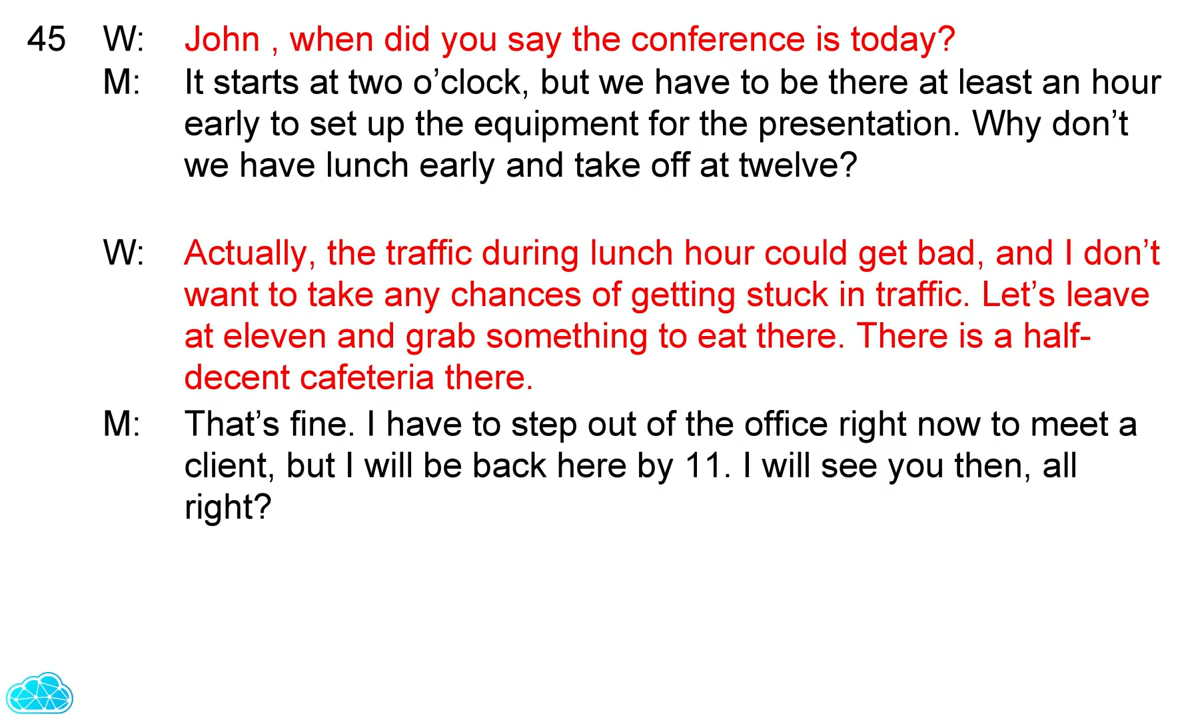 45 W: John , when did you say the conference is today?
M: It starts at two o’clock, but we have to be there at least an hour
early to set up the equipment for the presentation. Why don’t
we have lunch early and take off at twelve?
W: Actually, the traffic during lunch hour could get bad, and I don’t
want to take any chances of getting stuck in traffic. Let’s leave
at eleven and grab something to eat there. There is a half-
decent cafeteria there.
M: That’s fine. I have to step out of the office right now to meet a
client, but I will be back here by 11. I will see you then, all
right?